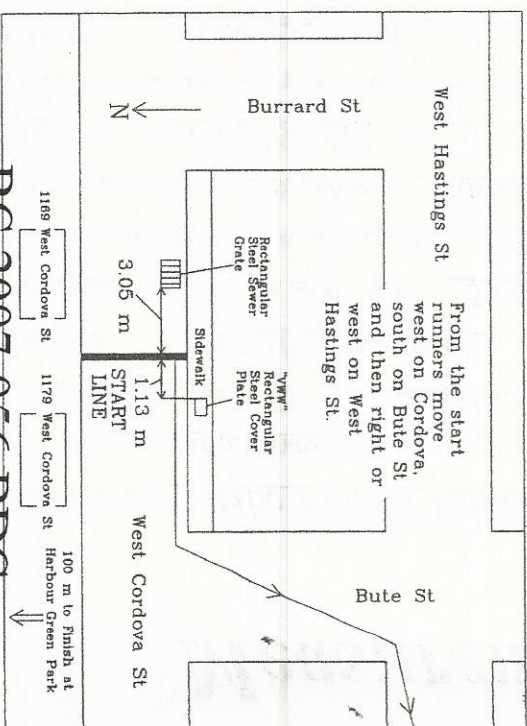 West Hastings St
From the start
runners move
west on Cordova,
south on Bute St
and then right or
west on West
Hastings St.
Burrard St
Bute St
N
Rectangular
Steel Sewer
Grate
"VWW"
Rectangular
Steel Cover
Plate
Sidewalk
3.05 m
1.13 m
START
LINE
West Cordova St
1169 West Cordova St
1179 West Cordova St
100 m to Finish at
Harbour Green Park